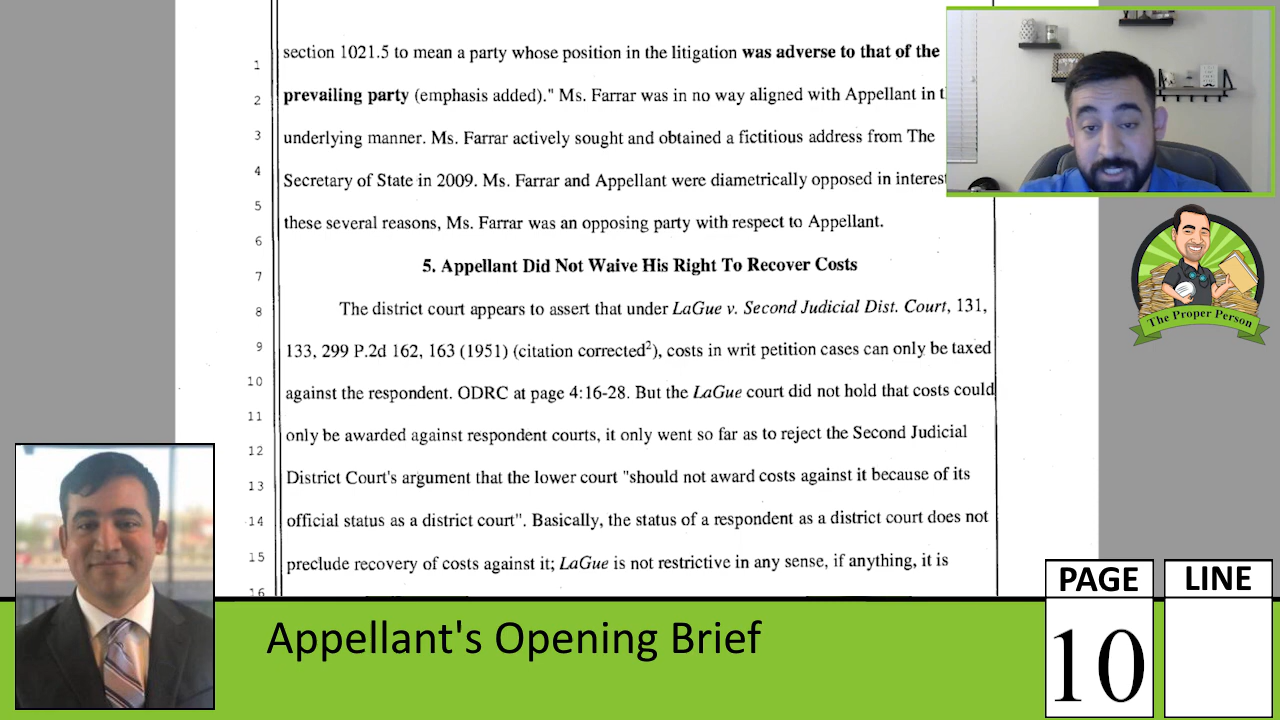 section 1021.5 to mean a party whose position in the litigation was adverse to that of the
1
2 prevailing party (emphasis added)." Ms. Farrar was in no way aligned with Appellant in
3 underlying manner. Ms. Farrar actively sought and obtained a fictitious address from The
4 Secretary of State in 2009. Ms. Farrar and Appellant were diametrically opposed in
5 these several reasons, Ms. Farrar was an opposing party with respect to Appellant.
6
7 5. Appellant Did Not Waive His Right To Recover Costs
8 The district court appears to assert that under LaGue v. Second Judicial Dist. Court, 131,
9 133, 299 P.2d 162, 163 (1951) (citation corrected2), costs in writ petition cases can only be taxed
10 against the respondent. ODRC at page 4:16-28. But the LaGue court did not hold that costs could
11
12 only be awarded against respondent courts, it only went so far as to reject the Second Judicial
13 District Court's argument that the lower court "should not award costs against it because of its
14 official status as a district court". Basically, the status of a respondent as a district court does not
15 preclude recovery of costs against it; LaGue is not restrictive in any sense, if anything, it is
16
The Proper Person
Appellant's Opening Brief
PAGE
10
LINE